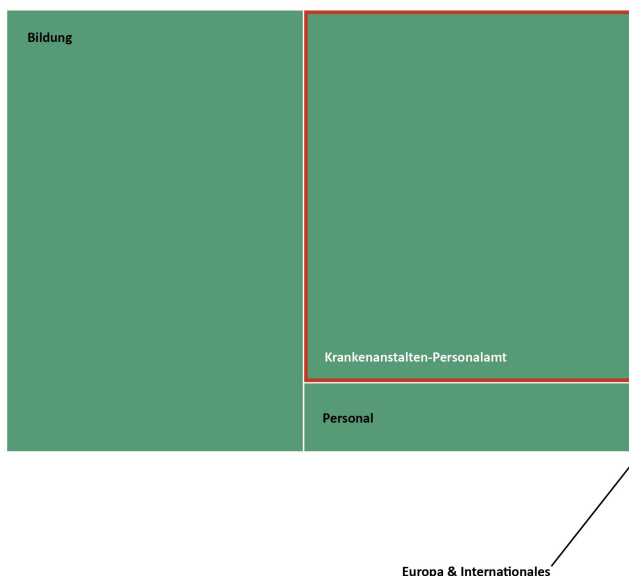 Bildung
Krankenanstalten-Personalamt
Personal
Europa & Internationales